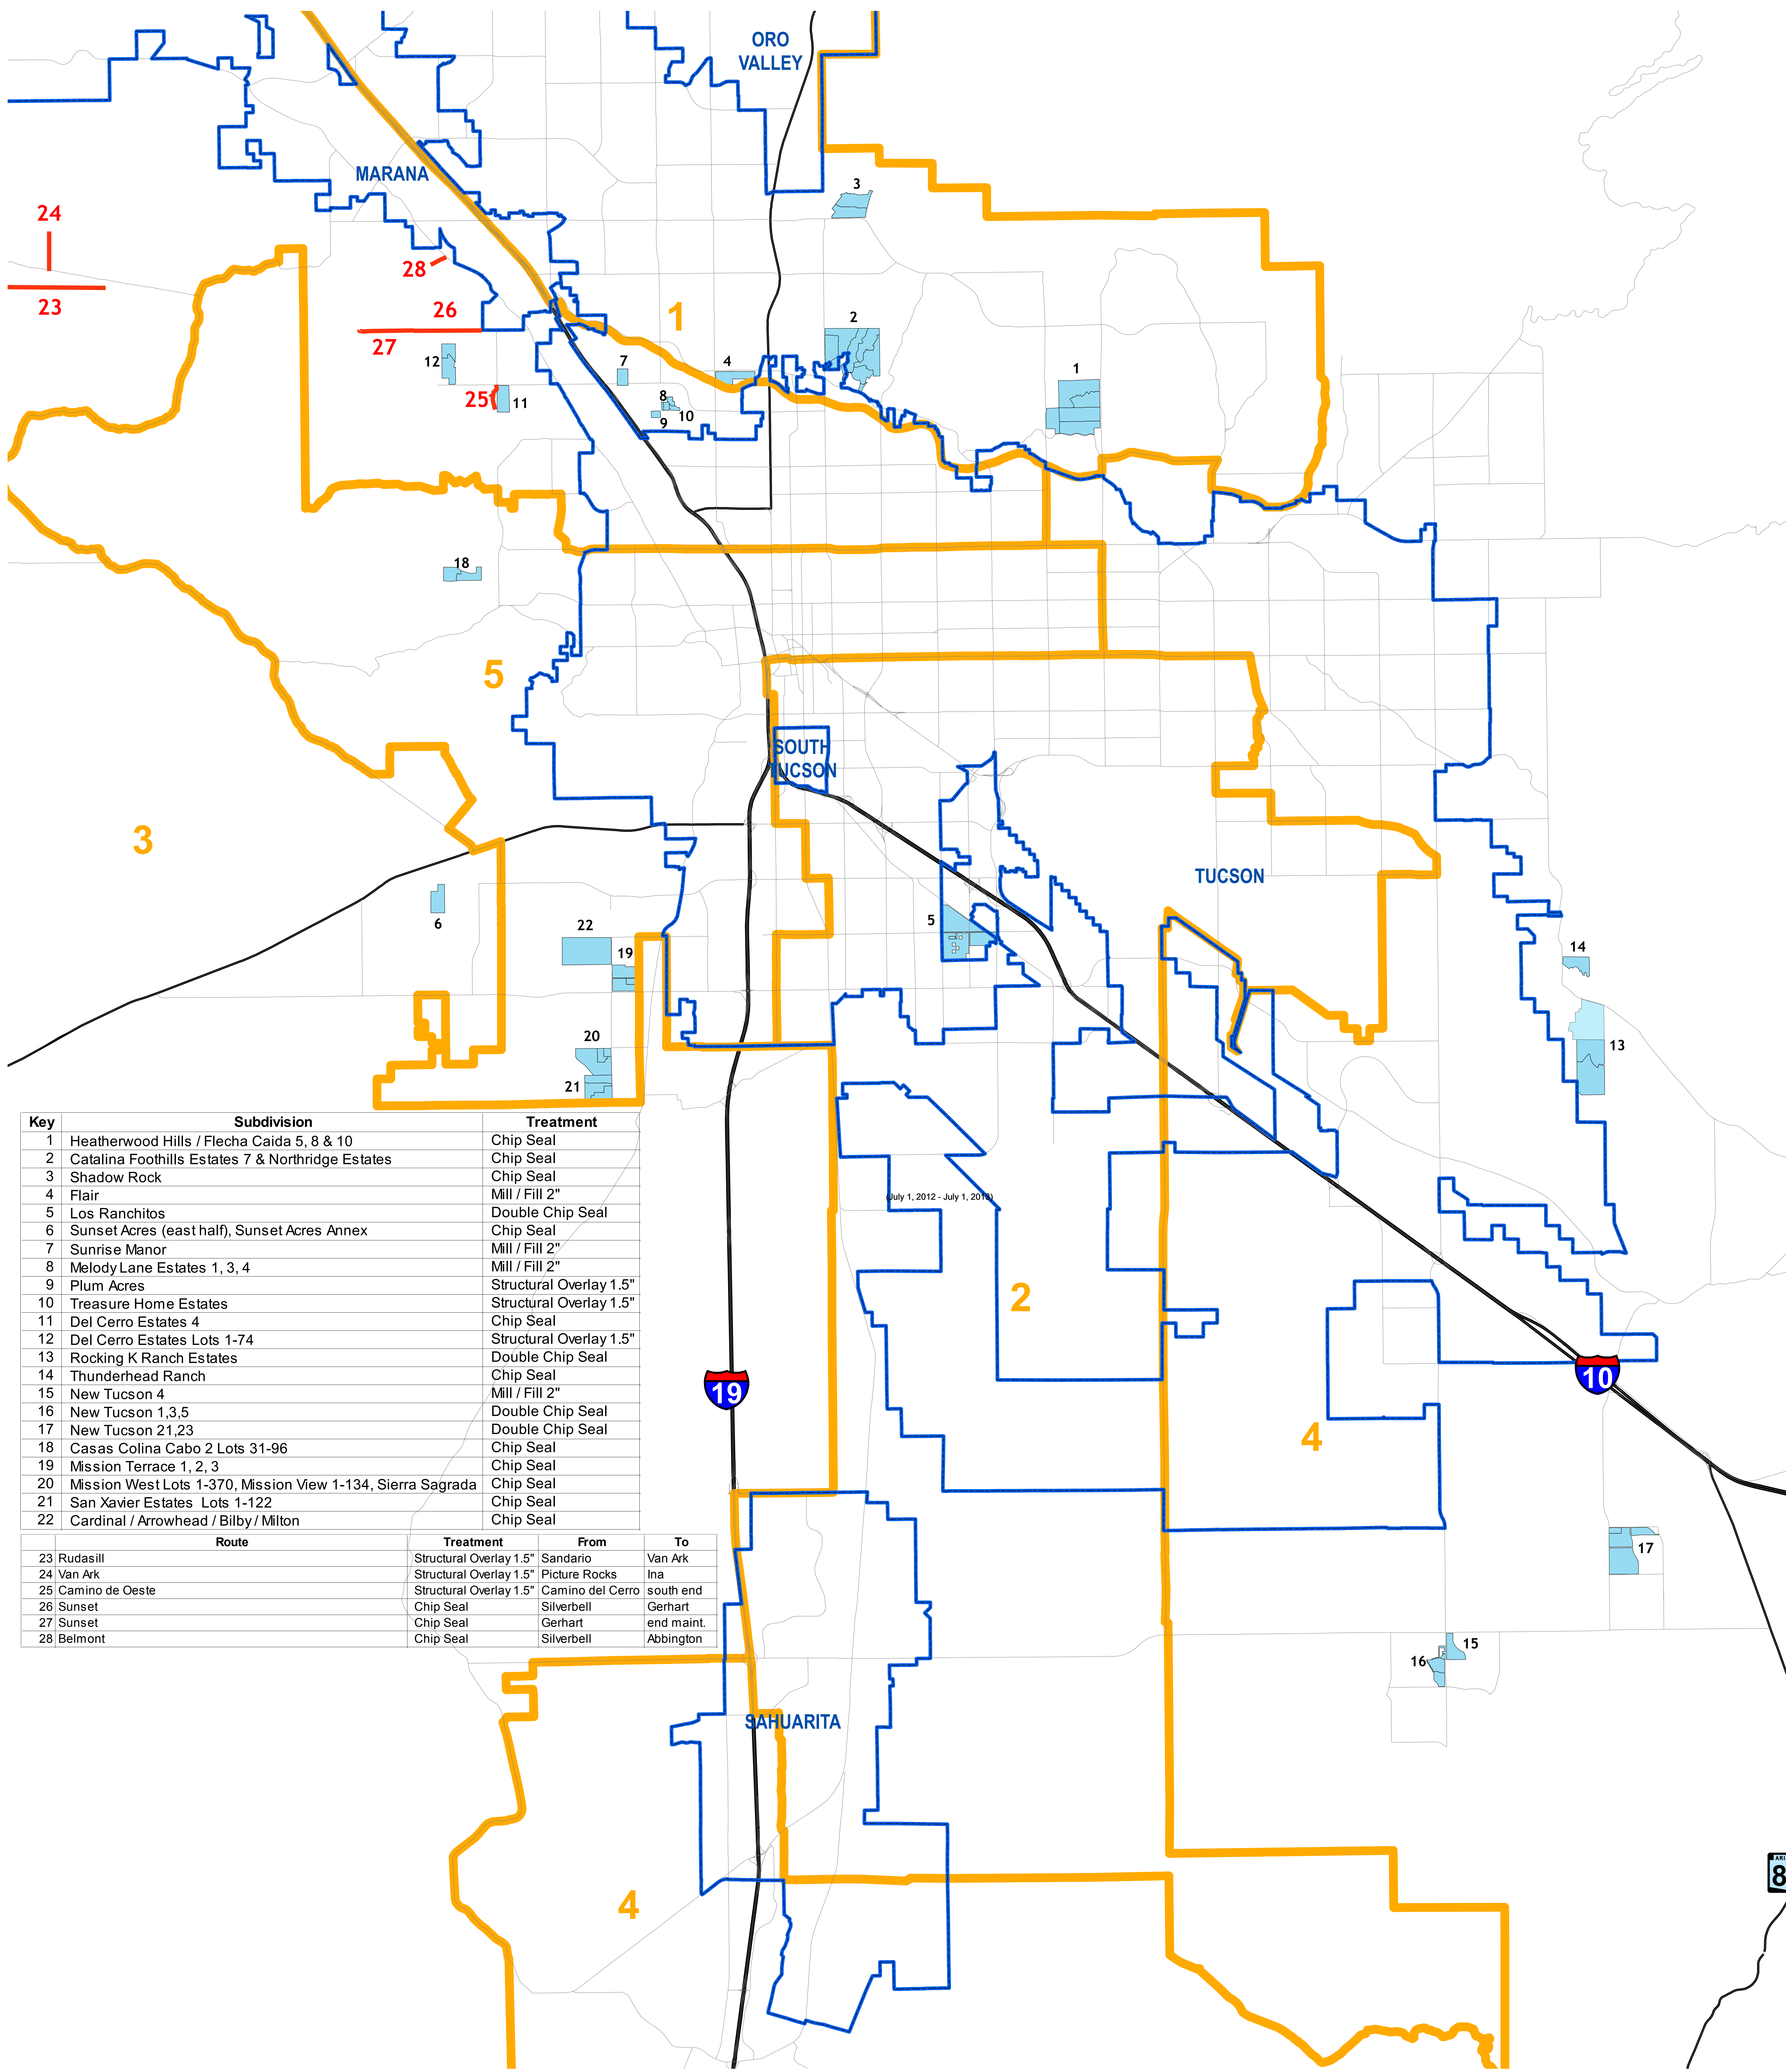 ORO
VALLEY
MARANA
3
24
28
23
26
1
27
2
12
7
4
1
25
11
8
10
9
18
5
SOUTH
TUCSON
3
TUCSON
6
22
5
19
14
20
13
21
Key Subdivision Treatment
1 Heatherwood Hills / Flecha Caida 5, 8 & 10 Chip Seal
2 Catalina Foothills Estates 7 & Northridge Estates Chip Seal
3 Shadow Rock Chip Seal
4 Flair Mill / Fill 2"
5 Los Ranchitos Double Chip Seal
6 Sunset Acres (east half), Sunset Acres Annex Chip Seal
7 Sunrise Manor Mill / Fill 2"
8 Melody Lane Estates 1, 3, 4 Mill / Fill 2"
9 Plum Acres Structural Overlay 1.5"
10 Treasure Home Estates Structural Overlay 1.5"
11 Del Cerro Estates 4 Chip Seal
12 Del Cerro Estates Lots 1-74 Structural Overlay 1.5"
13 Rocking K Ranch Estates Double Chip Seal
14 Thunderhead Ranch Chip Seal
15 New Tucson 4 Mill / Fill 2"
16 New Tucson 1,3,5 Double Chip Seal
17 New Tucson 21,23 Double Chip Seal
18 Casas Colina Cabo 2 Lots 31-96 Chip Seal
19 Mission Terrace 1, 2, 3 Chip Seal
20 Mission West Lots 1-370, Mission View 1-134, Sierra Sagrada Chip Seal
21 San Xavier Estates Lots 1-122 Chip Seal
22 Cardinal / Arrowhead / Bilby / Milton Chip Seal
(July 1, 2012 - July 1, 2013)
2
19
10
4
Route Treatment From To
23 Rudasill Structural Overlay 1.5" Sandario Van Ark
24 Van Ark Structural Overlay 1.5" Picture Rocks Ina
25 Camino de Oeste Structural Overlay 1.5" Camino del Cerro south end
26 Sunset Chip Seal Silverbell Gerhart
27 Sunset Chip Seal Gerhart end maint.
28 Belmont Chip Seal Silverbell Abbington
17
15
16
SAHUARITA
4
ARI
8